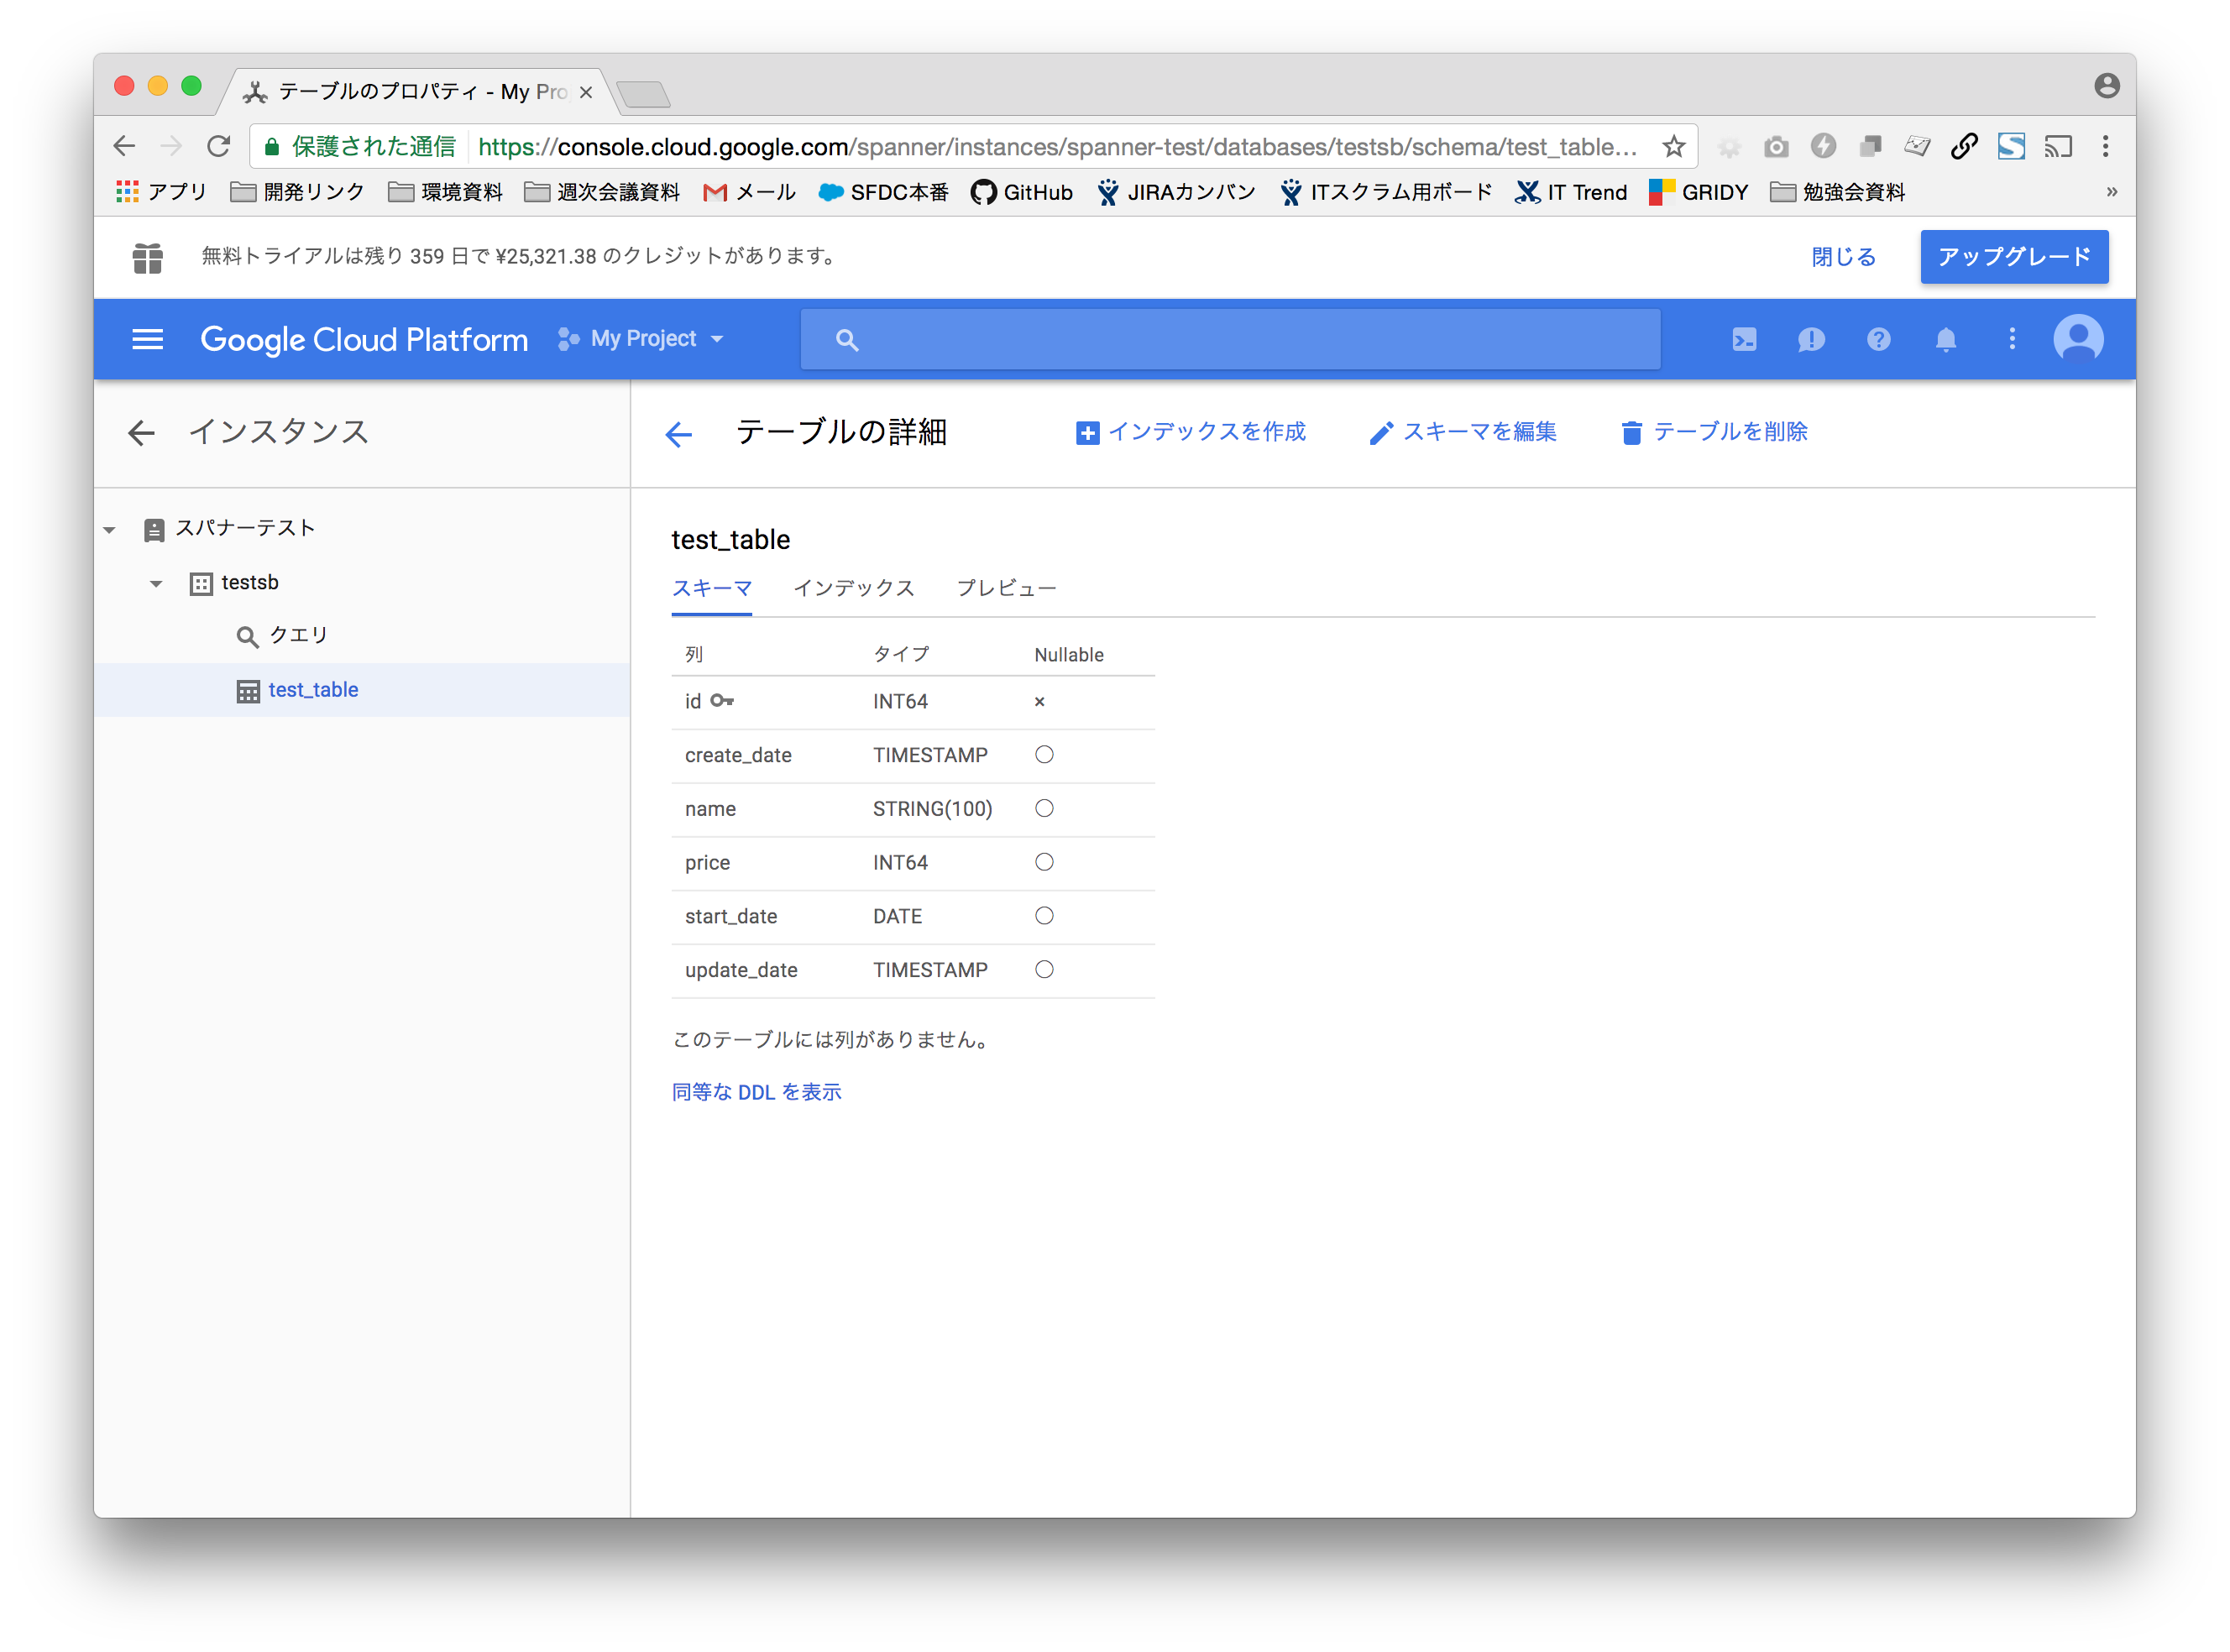 テーブルのプロパティ - My Pro
保護された通信 https://console.cloud.google.com/spanner/instances/spanner-test/databases/testsb/schema/test_table...
アプリ 開発リンク 環境資料 週次会議資料 メール SFDC本番 GitHub JIRAカンバン ITスクラム用ボード IT Trend GRIDY 勉強会資料 »
無料トライアルは残り 359 日で ¥25,321.38 のクレジットがあります。 閉じる アップグレード
Google Cloud Platform My Project
インスタンス
テーブルの詳細 インデックスを作成 スキーマを編集 テーブルを削除
スパナーテスト
testsb
クエリ
test_table
test_table
スキーマ インデックス プレビュー
列 タイプ Nullable
id INT64 ×
create_date TIMESTAMP ○
name STRING(100) ○
price INT64 ○
start_date DATE ○
update_date TIMESTAMP ○
このテーブルには列がありません。
同等な DDL を表示